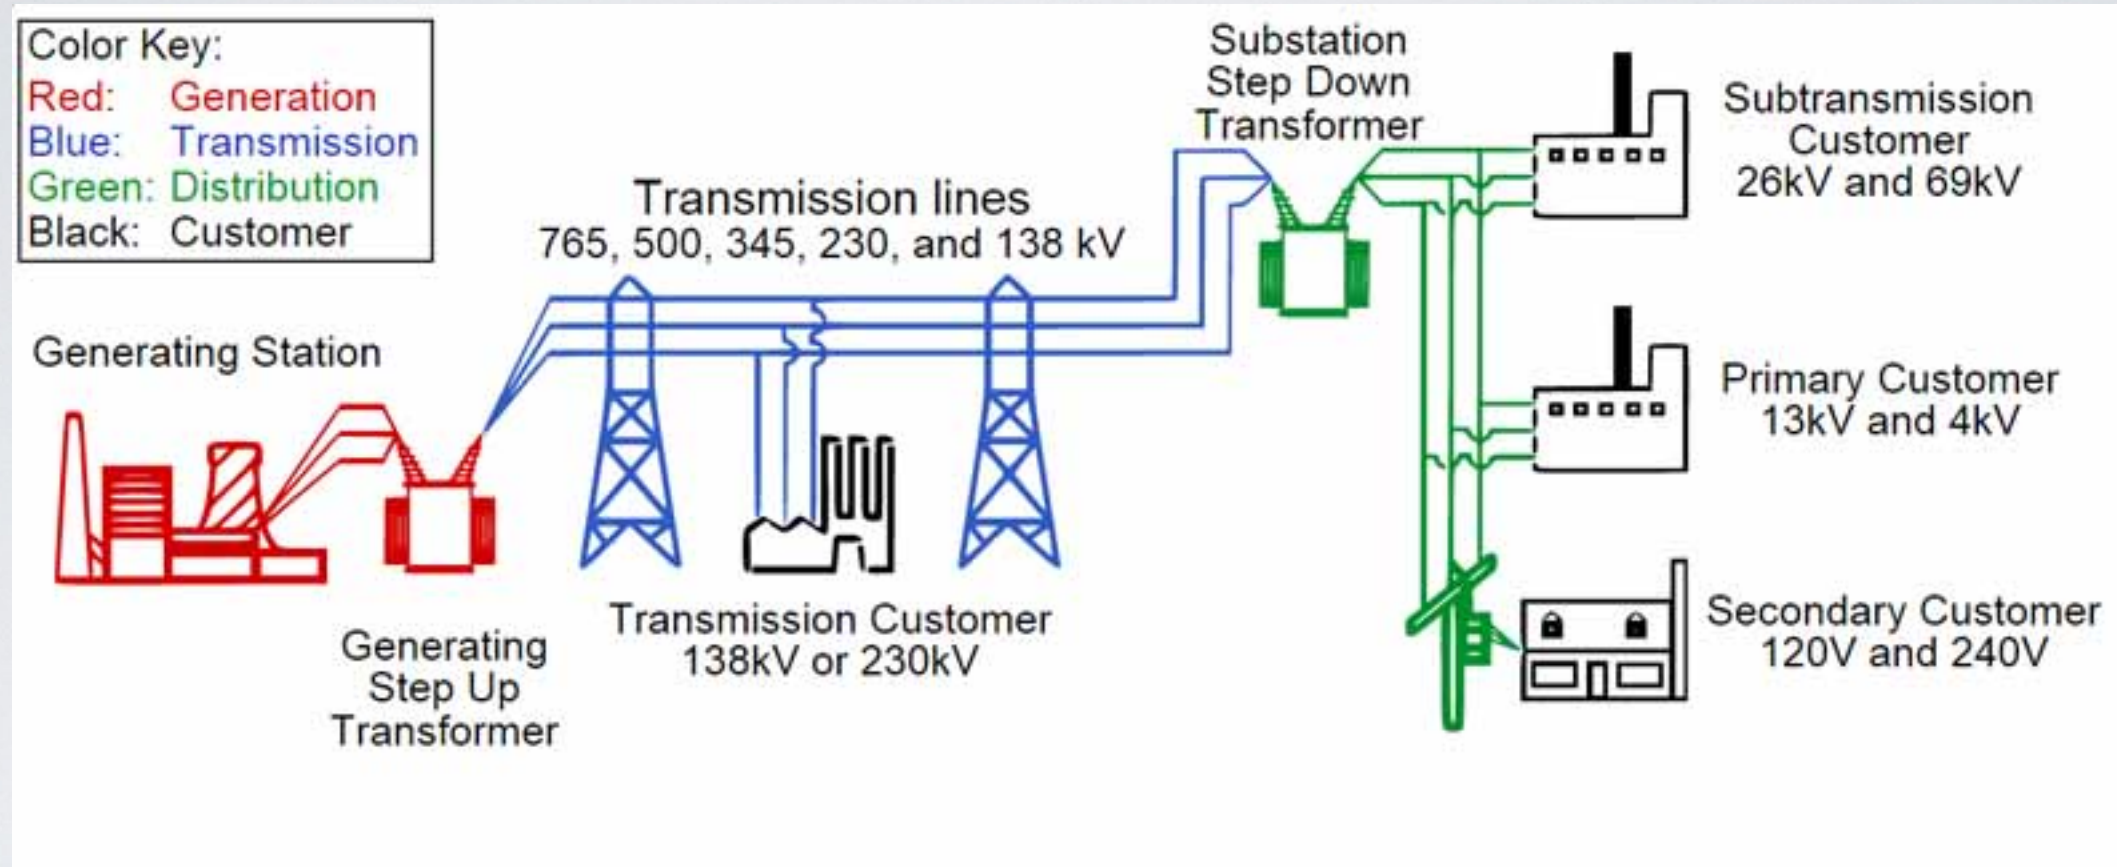 Color Key:
Red: Generation
Blue: Transmission
Green: Distribution
Black: Customer
Substation
Step Down
Transformer
Subtransmission
Customer
26kV and 69kV
Transmission lines
765, 500, 345, 230, and 138 kV
Generating Station
Primary Customer
13kV and 4kV
Transmission Customer
138kV or 230kV
Generating
Step Up
Transformer
Secondary Customer
120V and 240V